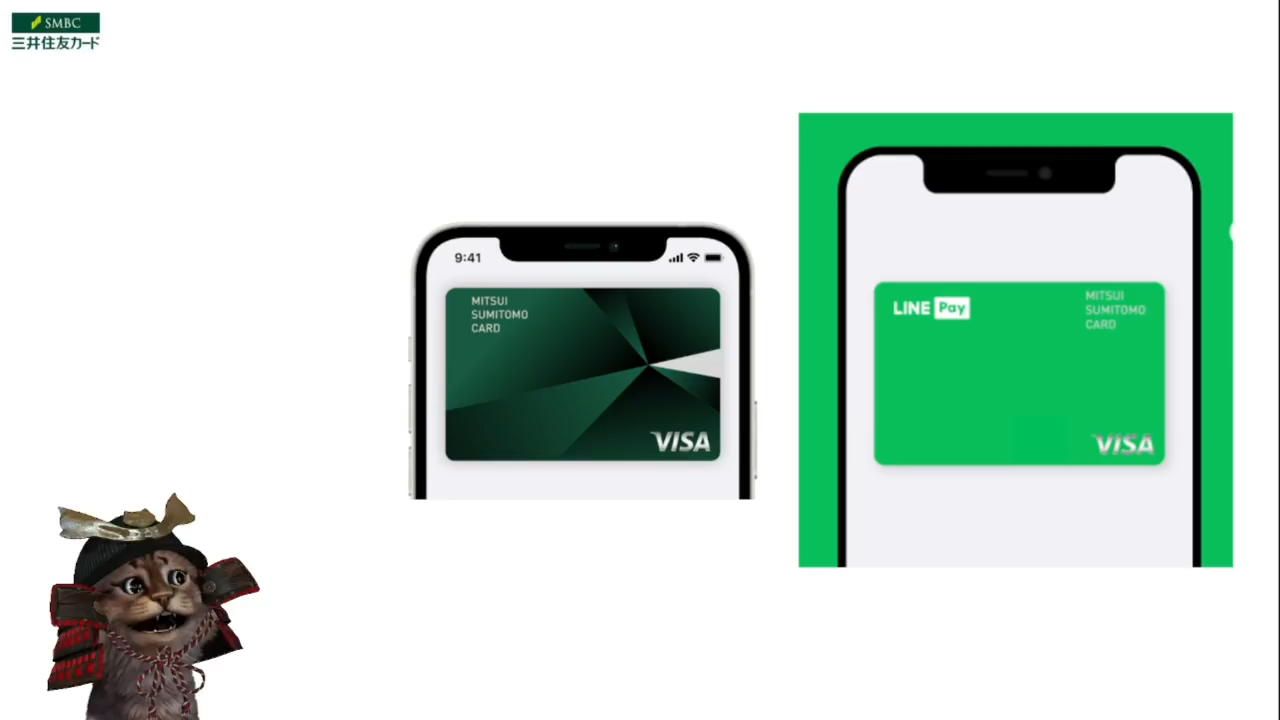 SMBC
三井住友カード
9:41
MITSUI
SUMITOMO
CARD
VISA
LINE Pay
MITSUI
SUMITOMO
CARD
VISA